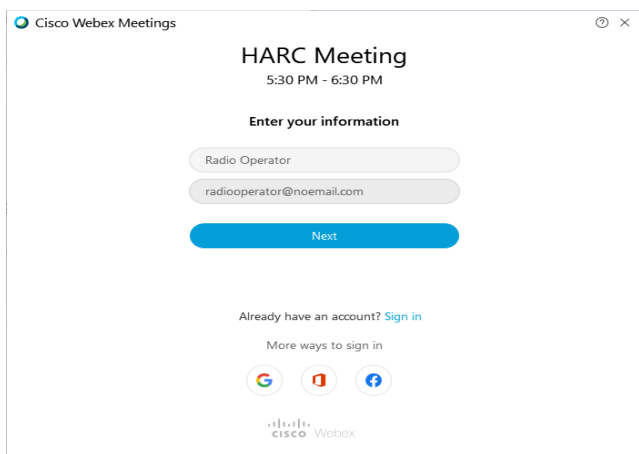 Cisco Webex Meetings
HARC Meeting
5:30 PM - 6:30 PM
Enter your information
Radio Operator
radiooperator@noemail.com
Next
Already have an account? Sign in
More ways to sign in
CISCO Webex